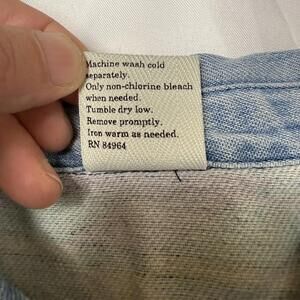 Machine wash cold
separately.
Only non-chlorine bleach
when needed.
Tumble dry low.
Remove promptly.
Iron warm as needed.
RN 84964